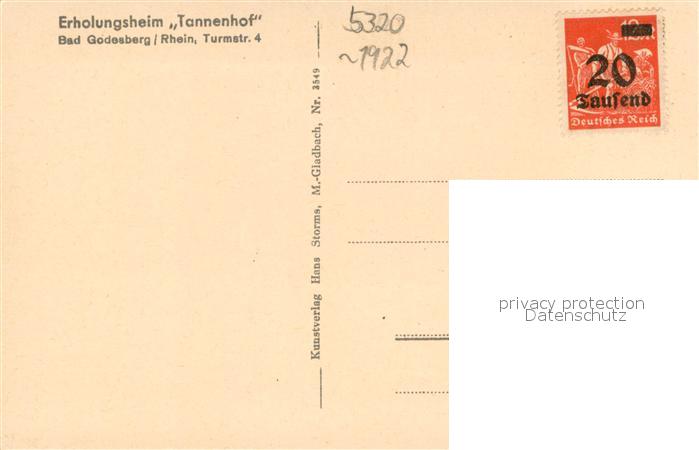 Erholungsheim „Tannenhof"
Bad Godesberg / Rhein, Turmstr. 4
5320
~1922
Kunstverlag Hans Storms, M.-Gladbach, Nr. 3549
20
Tausend
Deutsches Reich
privacy protection
Datenschutz